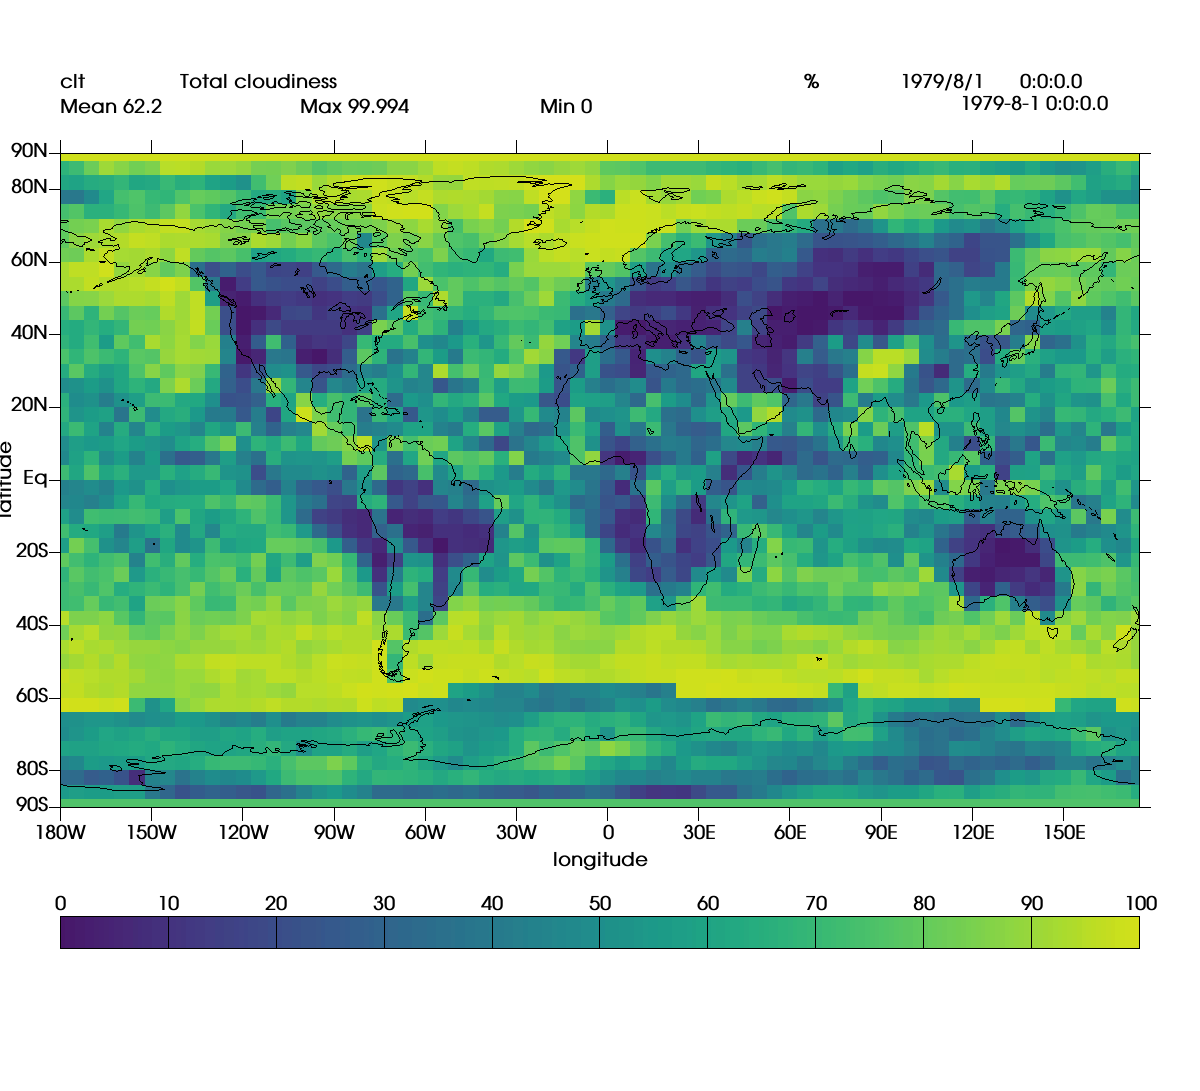 clt Total cloudiness % 1979/8/1 0:0:0.0
Mean 62.2 Max 99.994 Min 0 1979-8-1 0:0:0.0
90N
80N
60N
40N
20N
Eq
20S
40S
60S
80S
90S
latitude
180W 150W 120W 90W 60W 30W 0 30E 60E 90E 120E 150E
longitude
0 10 20 30 40 50 60 70 80 90 100